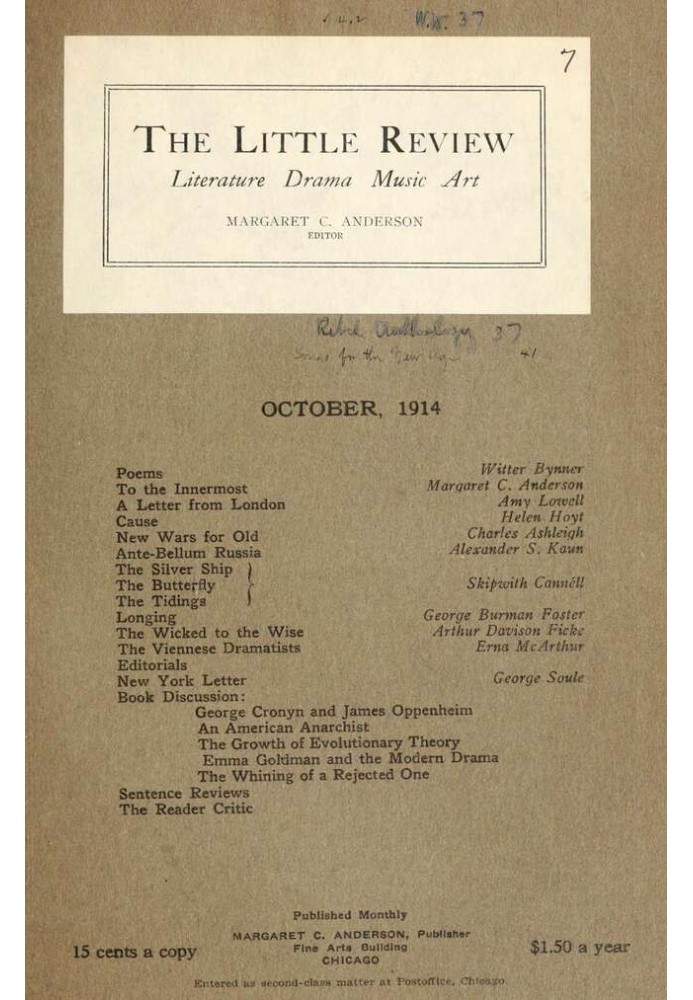 W.W. 37
7
THE LITTLE REVIEW
Literature Drama Music Art
MARGARET C. ANDERSON
EDITOR
37
for the New 41
OCTOBER, 1914
Poems Witter Bynner
To the Innermost Margaret C. Anderson
A Letter from London Amy Lowell
Cause Helen Hoyt
New Wars for Old Charles Ashleigh
Ante-Bellum Russia Alexander S. Kaun
The Silver Ship
The Butterfly Skipwith Cannéll
The Tidings
Longing George Burman Foster
The Wicked to the Wise Arthur Davison Ficke
The Viennese Dramatists Erna McArthur
Editorials
New York Letter George Soule
Book Discussion:
George Cronyn and James Oppenheim
An American Anarchist
The Growth of Evolutionary Theory
Emma Goldman and the Modern Drama
The Whining of a Rejected One
Sentence Reviews
The Reader Critic
Published Monthly
MARGARET C. ANDERSON, Publisher
Fine Arts Building
CHICAGO
15 cents a copy $1.50 a year
Entered as second-class matter at Postoffice, Chicago